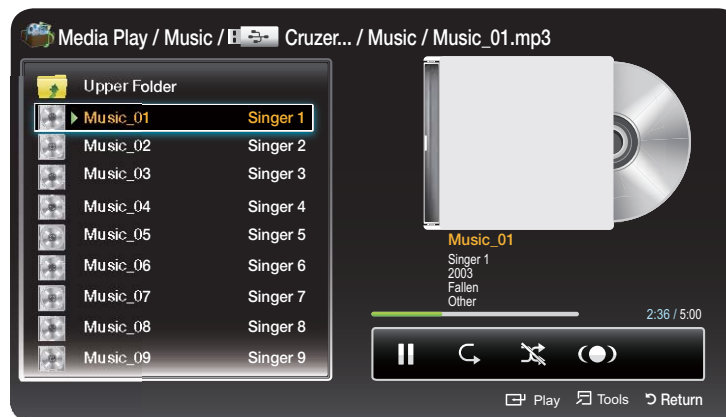 Media Play / Music / Cruzer... / Music / Music_01.mp3
Upper Folder
Music_01 Singer 1
Music_02 Singer 2
Music_03 Singer 3
Music_04 Singer 4
Music_05 Singer 5
Music_06 Singer 6
Music_07 Singer 7
Music_08 Singer 8
Music_09 Singer 9
Music_01
Singer 1
2003
Fallen
Other
2:36 / 5:00
Play Tools Return